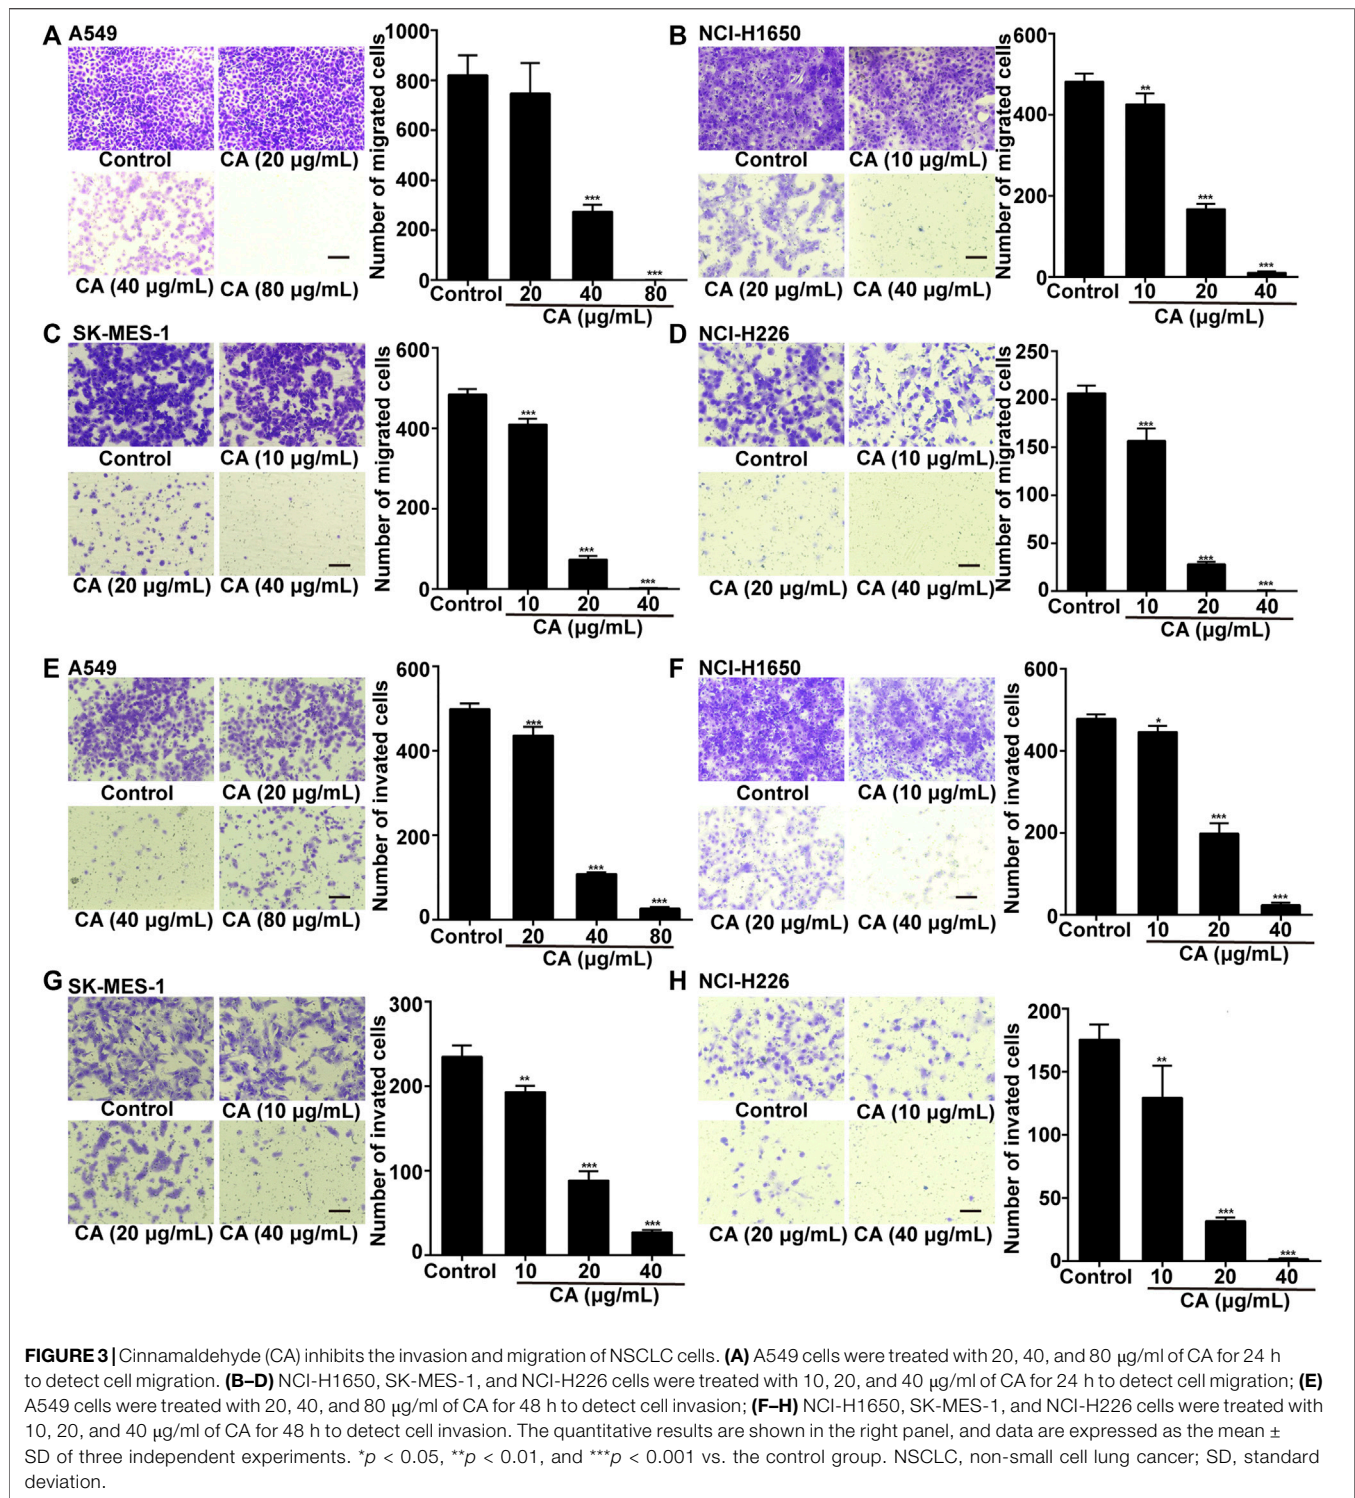 A A549
Control
CA (20 µg/mL)
CA (40 µg/mL)
CA (80 µg/mL)
Number of migrated cells
1000
800
600
400
200
0
***
***
Control 20 40 80
CA (µg/mL)
B NCI-H1650
Control
CA (10 µg/mL)
CA (20 µg/mL)
CA (40 µg/mL)
Number of migrated cells
600
400
200
0
**
***
***
Control 10 20 40
CA (µg/mL)
C SK-MES-1
Control
CA (10 µg/mL)
CA (20 µg/mL)
CA (40 µg/mL)
Number of migrated cells
600
400
200
0
***
***
***
Control 10 20 40
CA (µg/mL)
D NCI-H226
Control
CA (10 µg/mL)
CA (20 µg/mL)
CA (40 µg/mL)
Number of migrated cells
250
200
150
100
50
0
***
***
***
Control 10 20 40
CA (µg/mL)
E A549
Control
CA (20 µg/mL)
CA (40 µg/mL)
CA (80 µg/mL)
Number of invated cells
600
400
200
0
***
***
***
Control 20 40 80
CA (µg/mL)
F NCI-H1650
Control
CA (10 µg/mL)
CA (20 µg/mL)
CA (40 µg/mL)
Number of invated cells
600
400
200
0
*
***
***
Control 10 20 40
CA (µg/mL)
G SK-MES-1
Control
CA (10 µg/mL)
CA (20 µg/mL)
CA (40 µg/mL)
Number of invated cells
300
200
100
0
**
***
***
Control 10 20 40
CA (µg/mL)
H NCI-H226
Control
CA (10 µg/mL)
CA (20 µg/mL)
CA (40 µg/mL)
Number of invated cells
200
150
100
50
0
**
***
***
Control 10 20 40
CA (µg/mL)
FIGURE 3 | Cinnamaldehyde (CA) inhibits the invasion and migration of NSCLC cells. (A) A549 cells were treated with 20, 40, and 80 μg/ml of CA for 24 h
to detect cell migration. (B–D) NCI-H1650, SK-MES-1, and NCI-H226 cells were treated with 10, 20, and 40 μg/ml of CA for 24 h to detect cell migration; (E)
A549 cells were treated with 20, 40, and 80 μg/ml of CA for 48 h to detect cell invasion; (F–H) NCI-H1650, SK-MES-1, and NCI-H226 cells were treated with
10, 20, and 40 μg/ml of CA for 48 h to detect cell invasion. The quantitative results are shown in the right panel, and data are expressed as the mean ±
SD of three independent experiments. *p < 0.05, **p < 0.01, and ***p < 0.001 vs. the control group. NSCLC, non-small cell lung cancer; SD, standard
deviation.